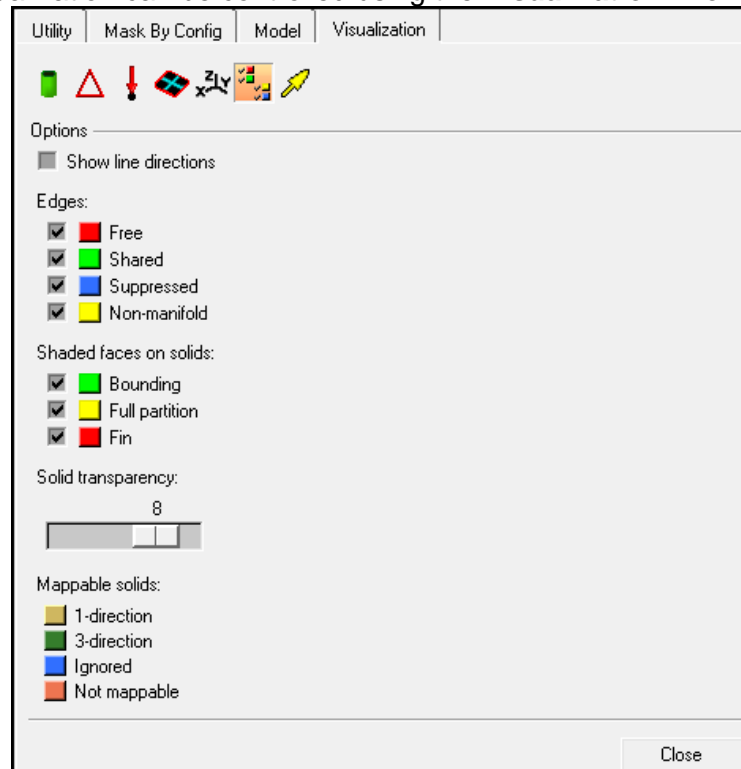 Utility Mask By Config Model Visualization
Z
X Y
Options
Show line directions
Edges:
Free
Shared
Suppressed
Non-manifold
Shaded faces on solids:
Bounding
Full partition
Fin
Solid transparency:
8
Mappable solids:
1-direction
3-direction
Ignored
Not mappable
Close